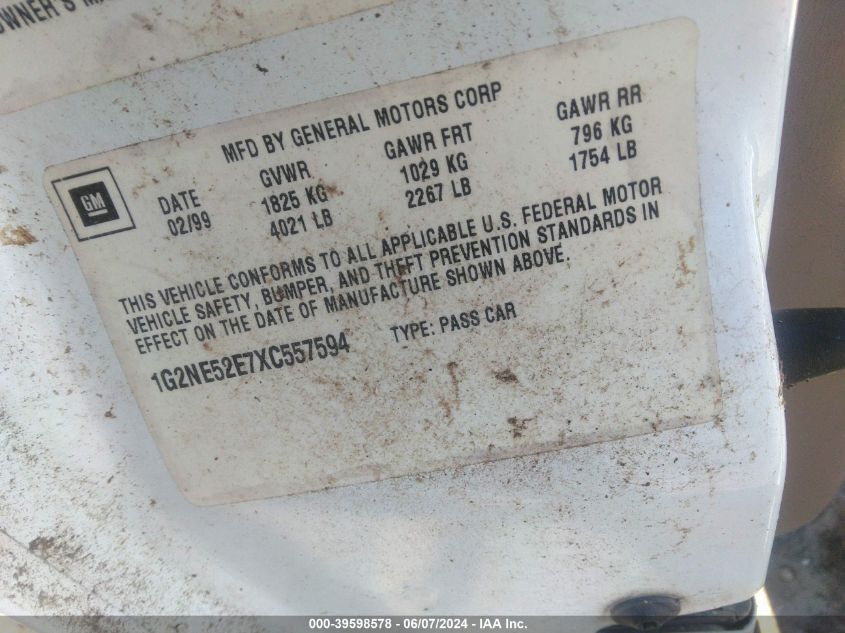 OWNER'S
MFD BY GENERAL MOTORS CORP
DATE GVWR GAWR FRT GAWR RR
02/99 1825 KG 1029 KG 796 KG
4021 LB 2267 LB 1754 LB
GM
THIS VEHICLE CONFORMS TO ALL APPLICABLE U.S. FEDERAL MOTOR
VEHICLE SAFETY, BUMPER, AND THEFT PREVENTION STANDARDS IN
EFFECT ON THE DATE OF MANUFACTURE SHOWN ABOVE.
1G2NE52E7XC557594 TYPE: PASS CAR
000-39598578 - 06/07/2024 - IAA Inc.